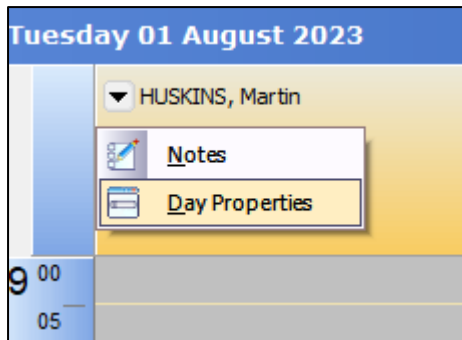 Tuesday 01 August 2023
HUSKINS, Martin
Notes
Day Properties
9 00
05